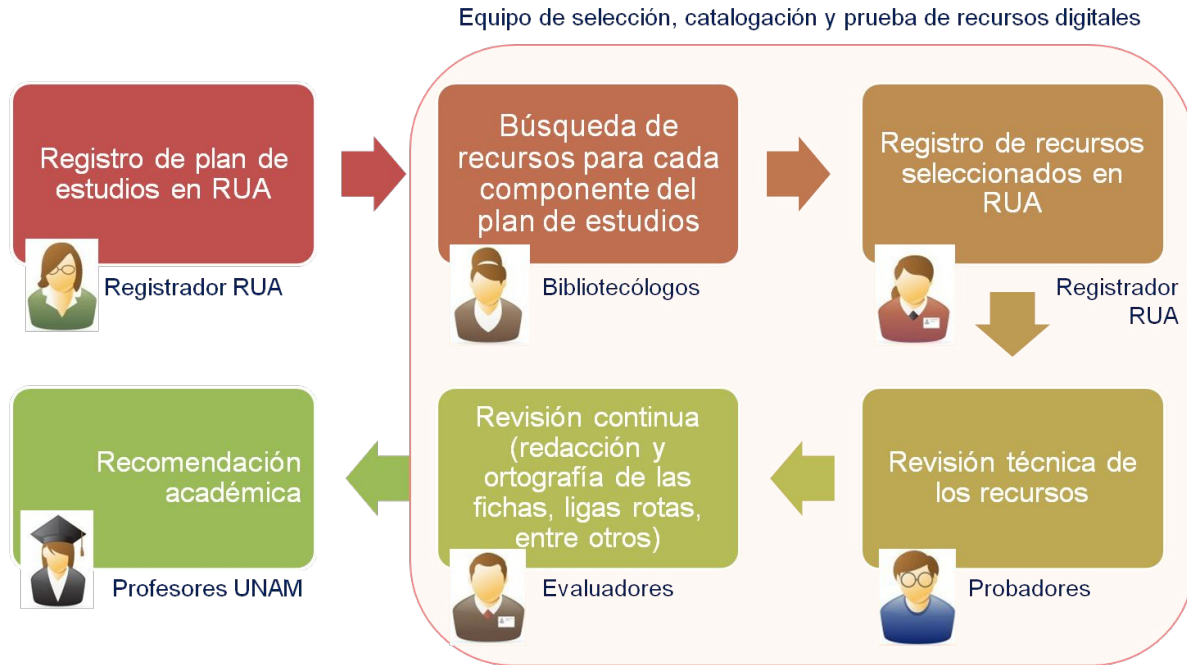 Equipo de selección, catalogación y prueba de recursos digitales
Registro de plan de
estudios en RUA
Registrador RUA
Búsqueda de
recursos para cada
componente del
plan de estudios
Bibliotecólogos
Registro de recursos
seleccionados en
RUA
Registrador
RUA
Revisión técnica de
los recursos
Probadores
Revisión continua
(redacción y
ortografía de las
fichas, ligas rotas,
entre otros)
Evaluadores
Recomendación
académica
Profesores UNAM